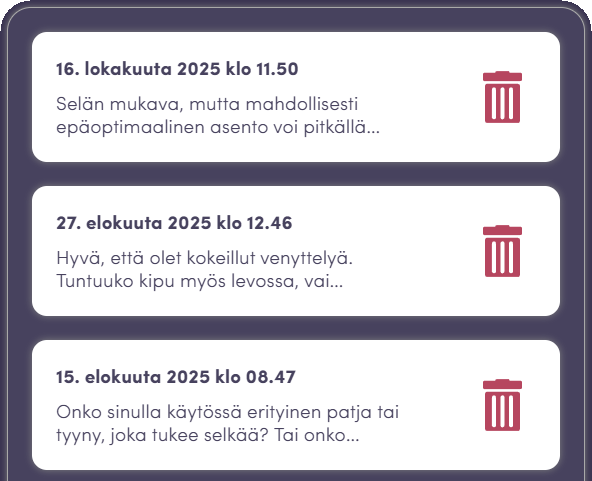 16. lokakuuta 2025 klo 11.50
Selän mukava, mutta mahdollisesti
epäoptimaalinen asento voi pitkällä...
27. elokuuta 2025 klo 12.46
Hyvä, että olet kokeillut venyttelyä.
Tuntuuko kipu myös levossa, vai...
15. elokuuta 2025 klo 08.47
Onko sinulla käytössä erityinen patja tai
tyyny, joka tukee selkää? Tai onko...